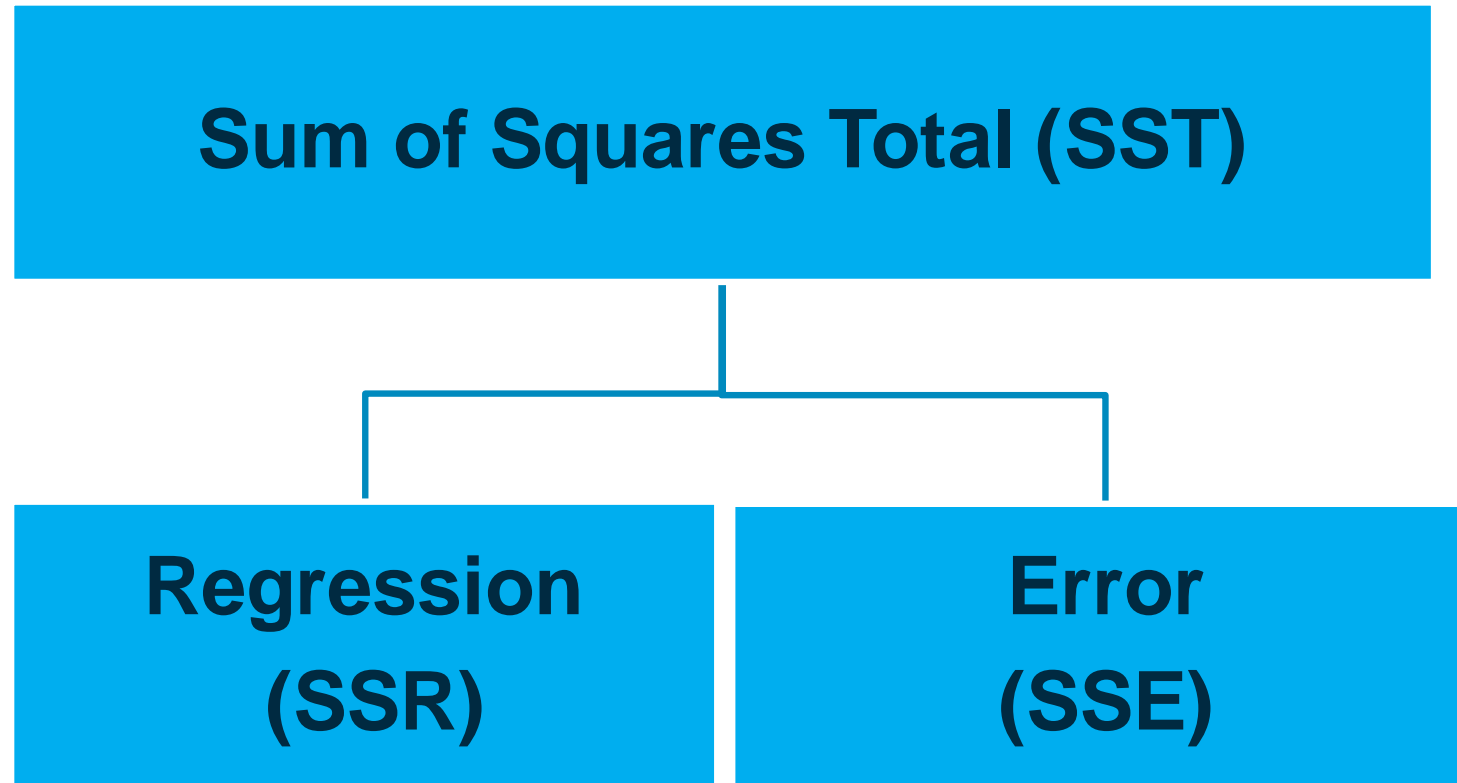 Sum of Squares Total (SST)
Regression
(SSR)
Error
(SSE)